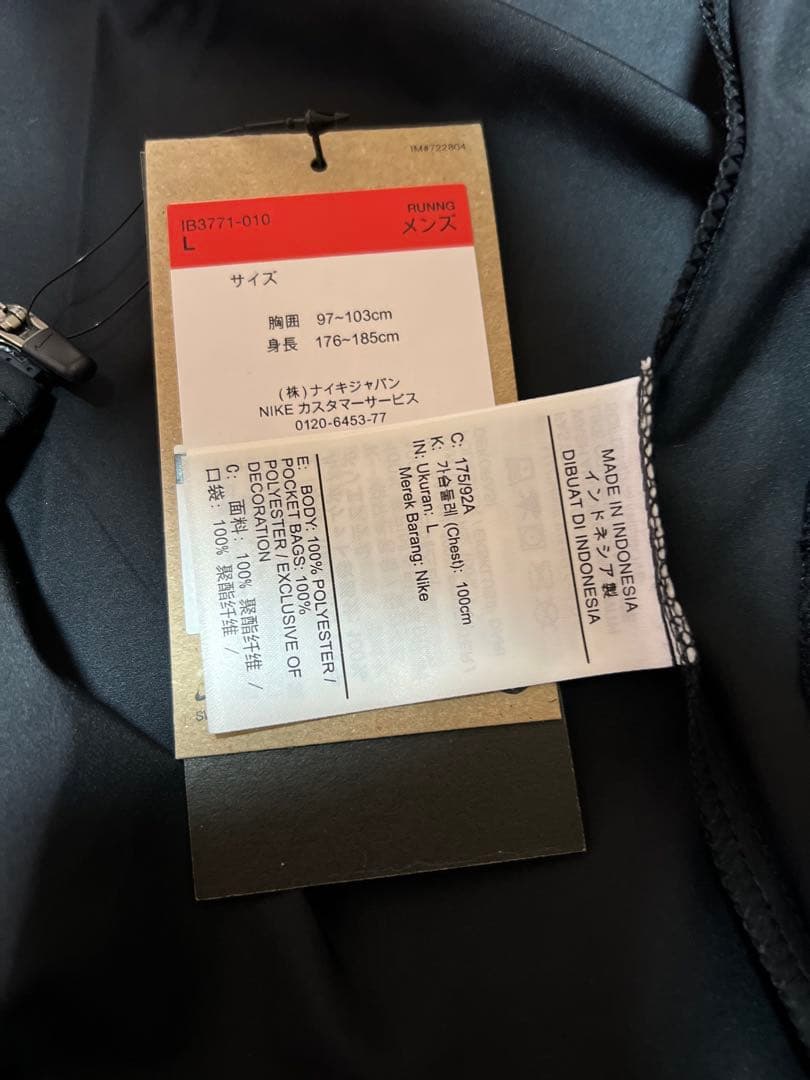 IM#722804
IB3771-010
RUNNG
L
メンズ
サイズ
胸囲 97~103cm
身長 176~185cm
(株)ナイキジャパン
NIKE カスタマーサービス
0120-6453-77
MADE IN INDONESIA
インドネシア製
DIBUAT DI INDONESIA
C: 175/92A
K: 가슴둘레 (Chest): 100cm
IN: Ukuran: L
Merek Barang: Nike
E: BODY: 100% POLYESTER /
POCKET BAGS: 100%
POLYESTER / EXCLUSIVE OF
DECORATION
C: 面料: 100% 聚酯纤维 /
口袋: 100% 聚酯纤维 /